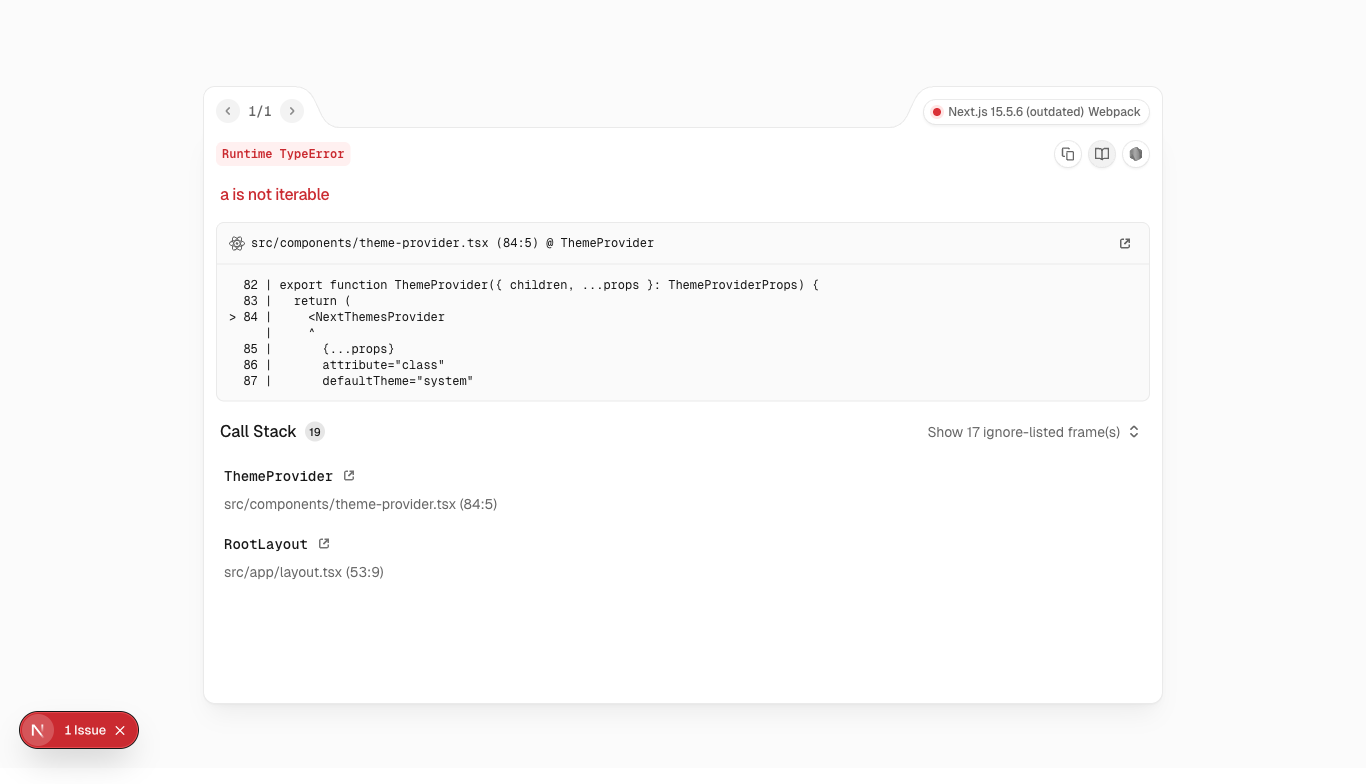 1/1
Next.js 15.5.6 (outdated) Webpack
Runtime TypeError
a is not iterable
src/components/theme-provider.tsx (84:5) @ ThemeProvider
  82 | export function ThemeProvider({ children, ...props }: ThemeProviderProps) {
  83 |   return (
> 84 |     <NextThemesProvider
     |     ^
  85 |       {...props}
  86 |       attribute="class"
  87 |       defaultTheme="system"
Call Stack 19
Show 17 ignore-listed frame(s)
ThemeProvider
src/components/theme-provider.tsx (84:5)
RootLayout
src/app/layout.tsx (53:9)
N 1 Issue